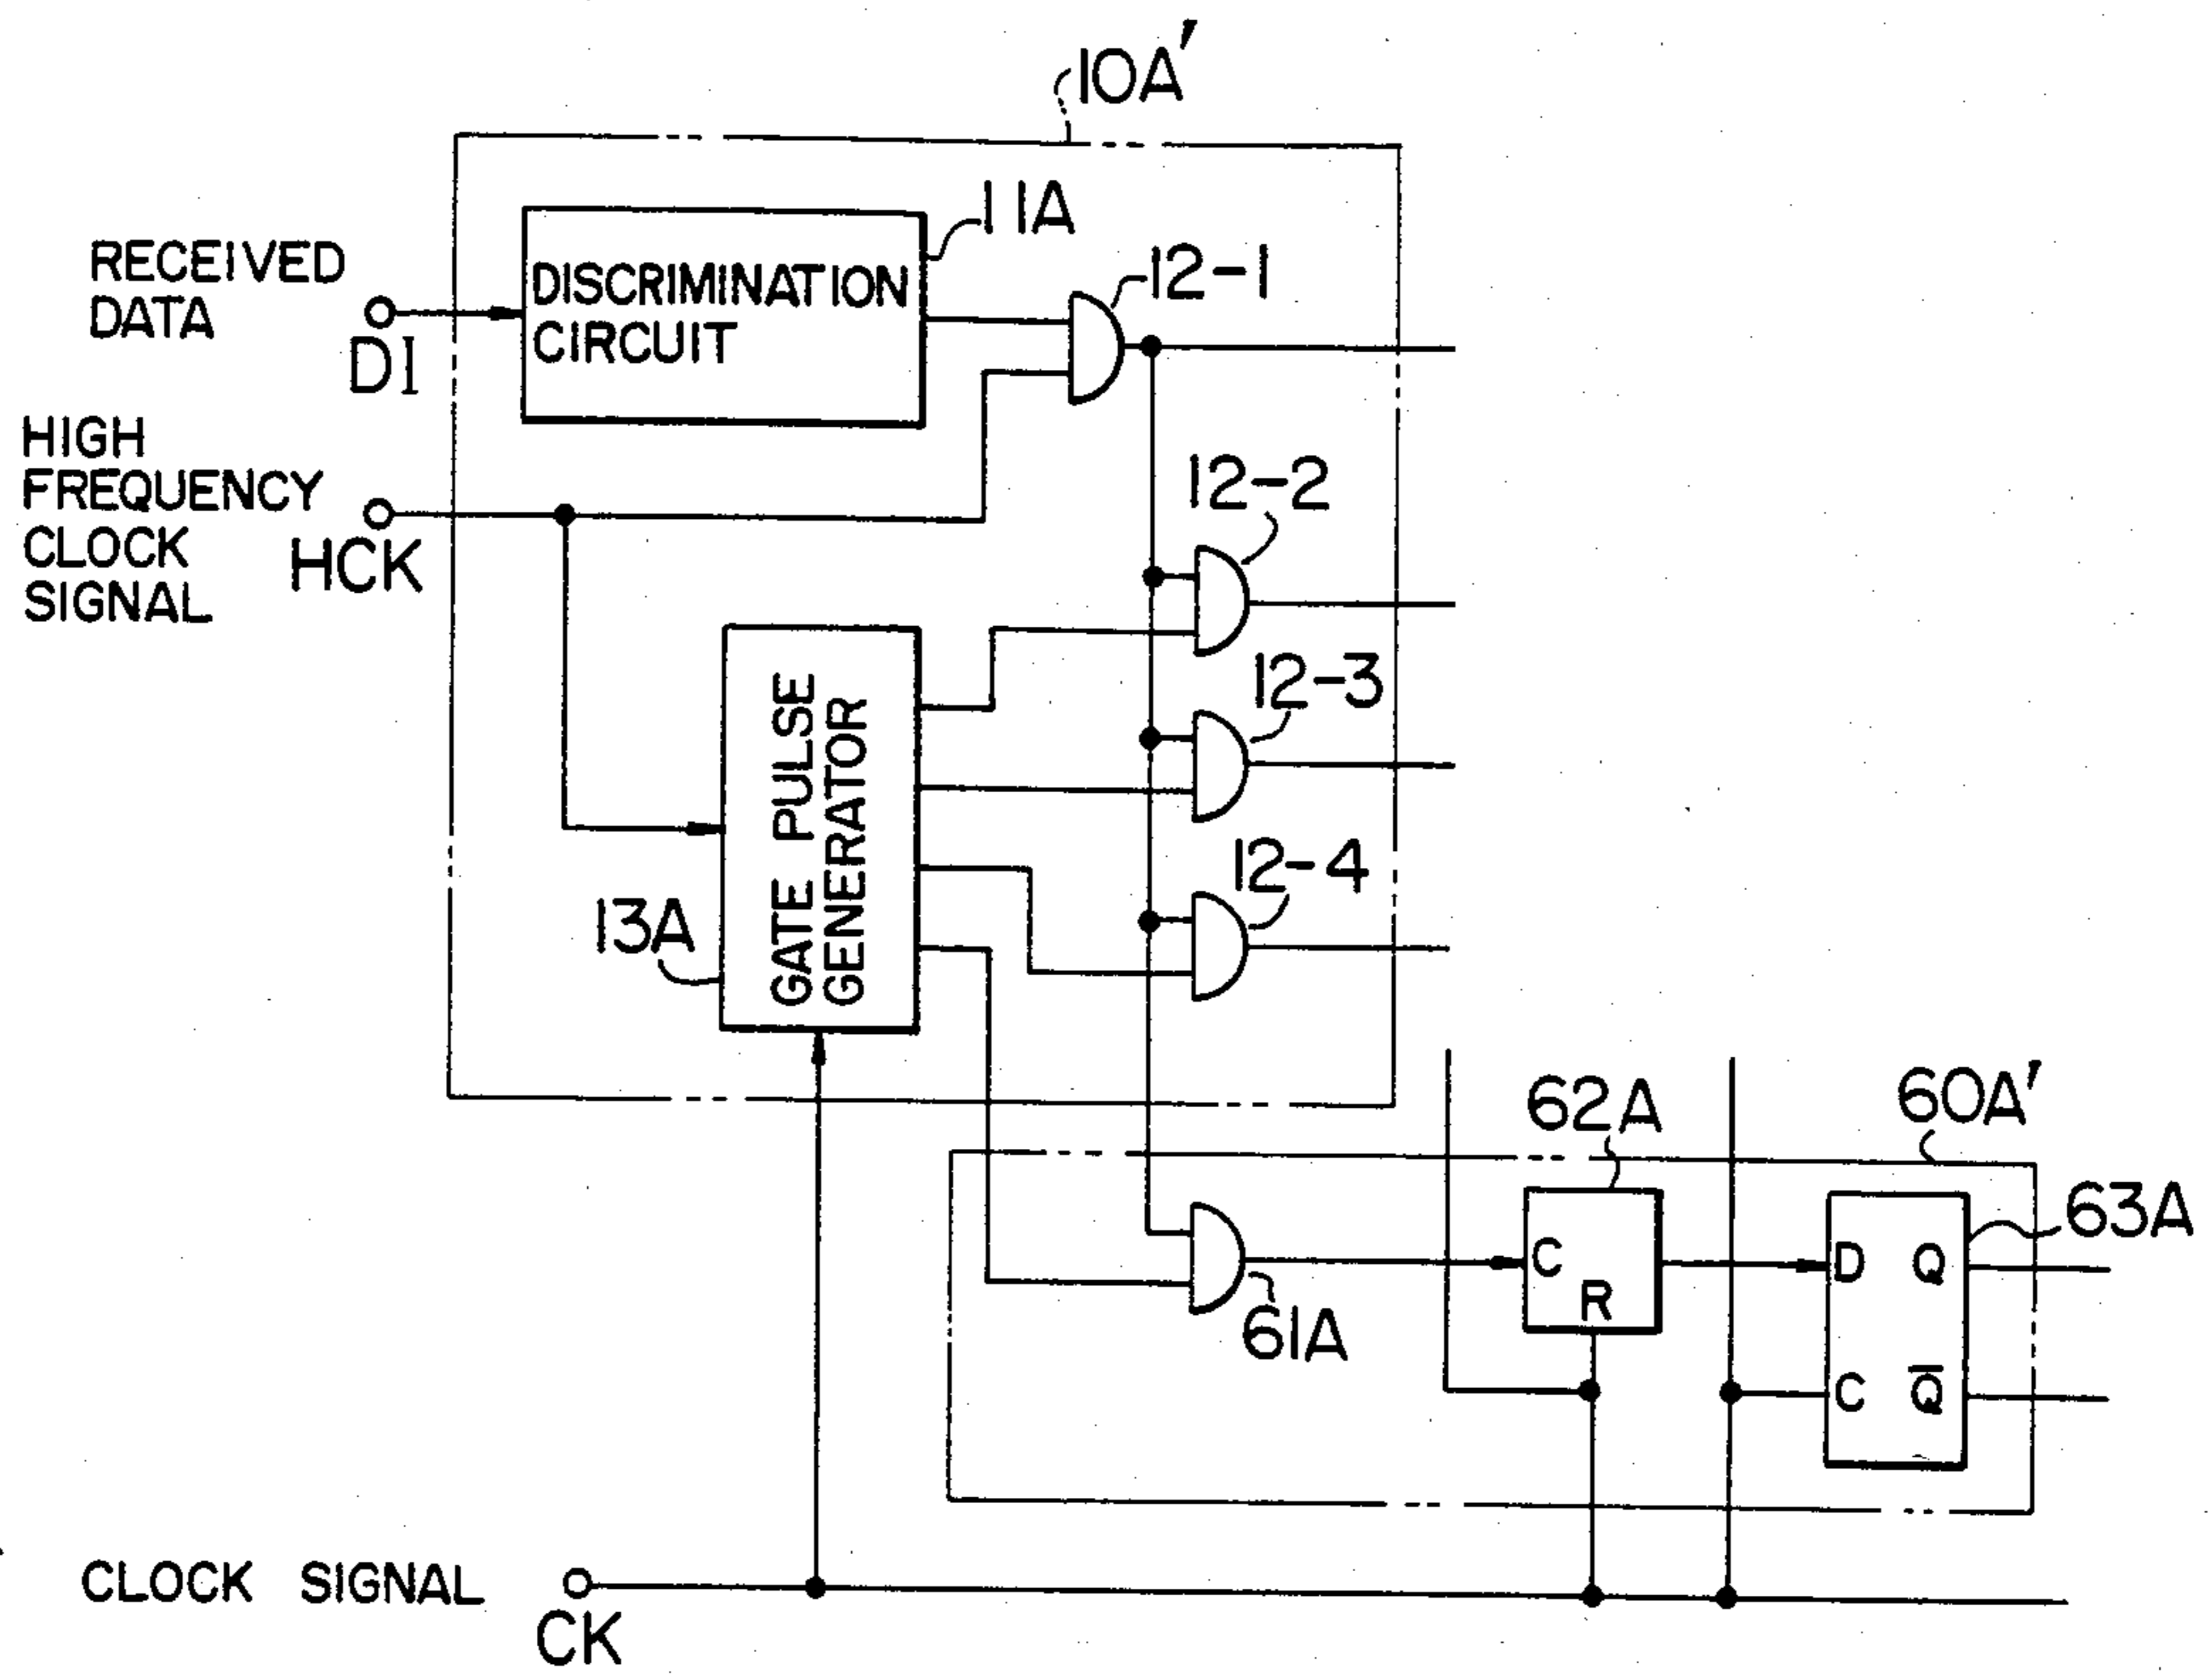 10A'
11A
RECEIVED
DATA
DI
DISCRIMINATION
CIRCUIT
12-1
HIGH
FREQUENCY
CLOCK
SIGNAL
HCK
12-2
12-3
12-4
GATE PULSE
GENERATOR
13A
62A
60A'
63A
C
R
D
Q
C
Q̅
61A
CLOCK SIGNAL
CK